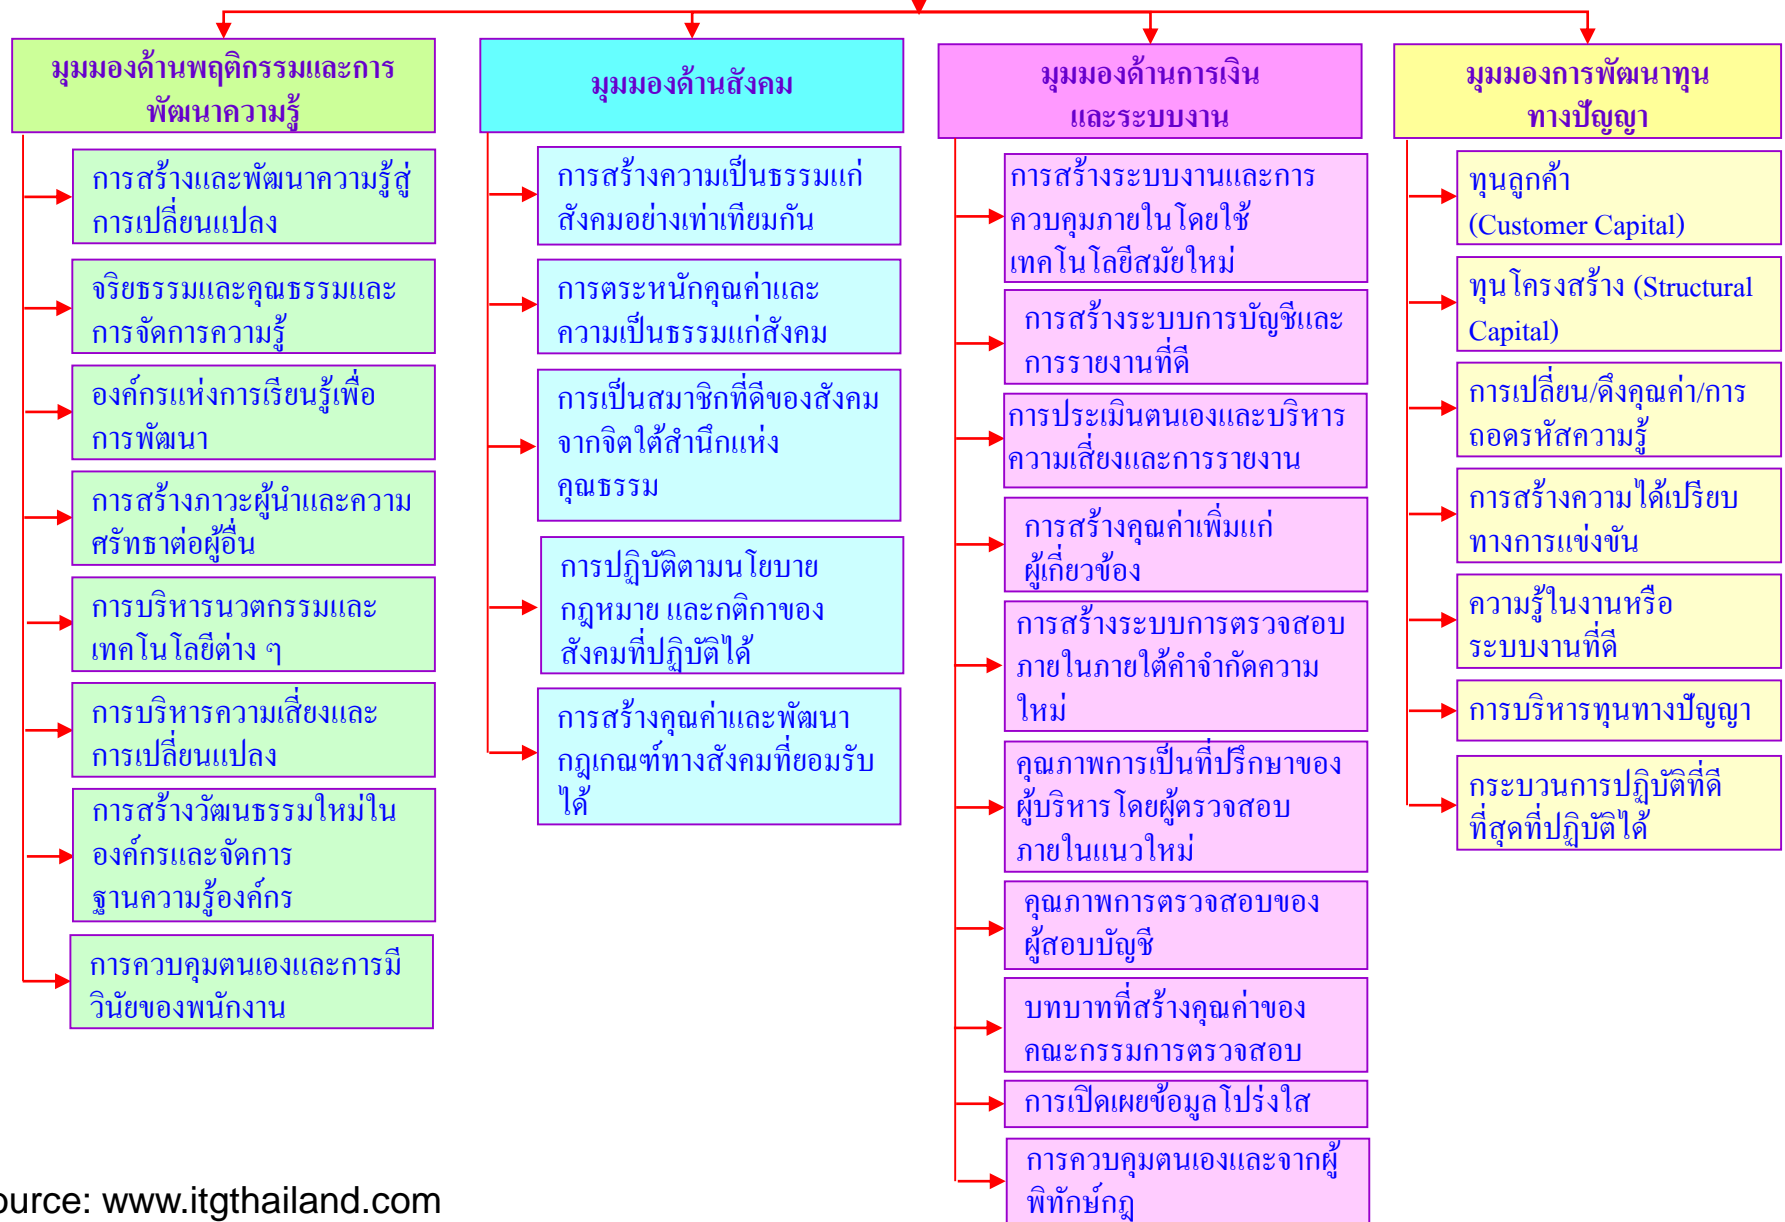 มุมมองด้านพฤติกรรมและการ
พัฒนาความรู้
การสร้างและพัฒนาความรู้สู่
การเปลี่ยนแปลง
จริยธรรมและคุณธรรมและ
การจัดการความรู้
องค์กรแห่งการเรียนรู้เพื่อ
การพัฒนา
การสร้างภาวะผู้นำและความ
ศรัทธาต่อผู้อื่น
การบริหารนวตกรรมและ
เทคโนโลยีต่าง ๆ
การบริหารความเสี่ยงและ
การเปลี่ยนแปลง
การสร้างวัฒนธรรมใหม่ใน
องค์กรและจัดการ
ฐานความรู้องค์กร
การควบคุมตนเองและการมี
วินัยของพนักงาน
มุมมองด้านสังคม
การสร้างความเป็นธรรมแก่
สังคมอย่างเท่าเทียมกัน
การตระหนักคุณค่าและ
ความเป็นธรรมแก่สังคม
การเป็นสมาชิกที่ดีของสังคม
จากจิตใต้สำนึกแห่ง
คุณธรรม
การปฏิบัติตามนโยบาย
กฎหมาย และกติกาของ
สังคมที่ปฏิบัติได้
การสร้างคุณค่าและพัฒนา
กฎเกณฑ์ทางสังคมที่ยอมรับ
ได้
มุมมองด้านการเงิน
และระบบงาน
การสร้างระบบงานและการ
ควบคุมภายในโดยใช้
เทคโนโลยีสมัยใหม่
การสร้างระบบการบัญชีและ
การรายงานที่ดี
การประเมินตนเองและบริหาร
ความเสี่ยงและการรายงาน
การสร้างคุณค่าเพิ่มแก่
ผู้เกี่ยวข้อง
การสร้างระบบการตรวจสอบ
ภายในภายใต้คำจำกัดความ
ใหม่
คุณภาพการเป็นที่ปรึกษาของ
ผู้บริหารโดยผู้ตรวจสอบ
ภายในแนวใหม่
คุณภาพการตรวจสอบของ
ผู้สอบบัญชี
บทบาทที่สร้างคุณค่าของ
คณะกรรมการตรวจสอบ
การเปิดเผยข้อมูลโปร่งใส
การควบคุมตนเองและจากผู้
พิทักษ์กฎ
มุมมองการพัฒนาทุน
ทางปัญญา
ทุนลูกค้า
(Customer Capital)
ทุนโครงสร้าง (Structural
Capital)
การเปลี่ยน/ดึงคุณค่า/การ
ถอดรหัสความรู้
การสร้างความได้เปรียบ
ทางการแข่งขัน
ความรู้ในงานหรือ
ระบบงานที่ดี
การบริหารทุนทางปัญญา
กระบวนการปฏิบัติที่ดี
ที่สุดที่ปฏิบัติได้
ource: www.itgthailand.com